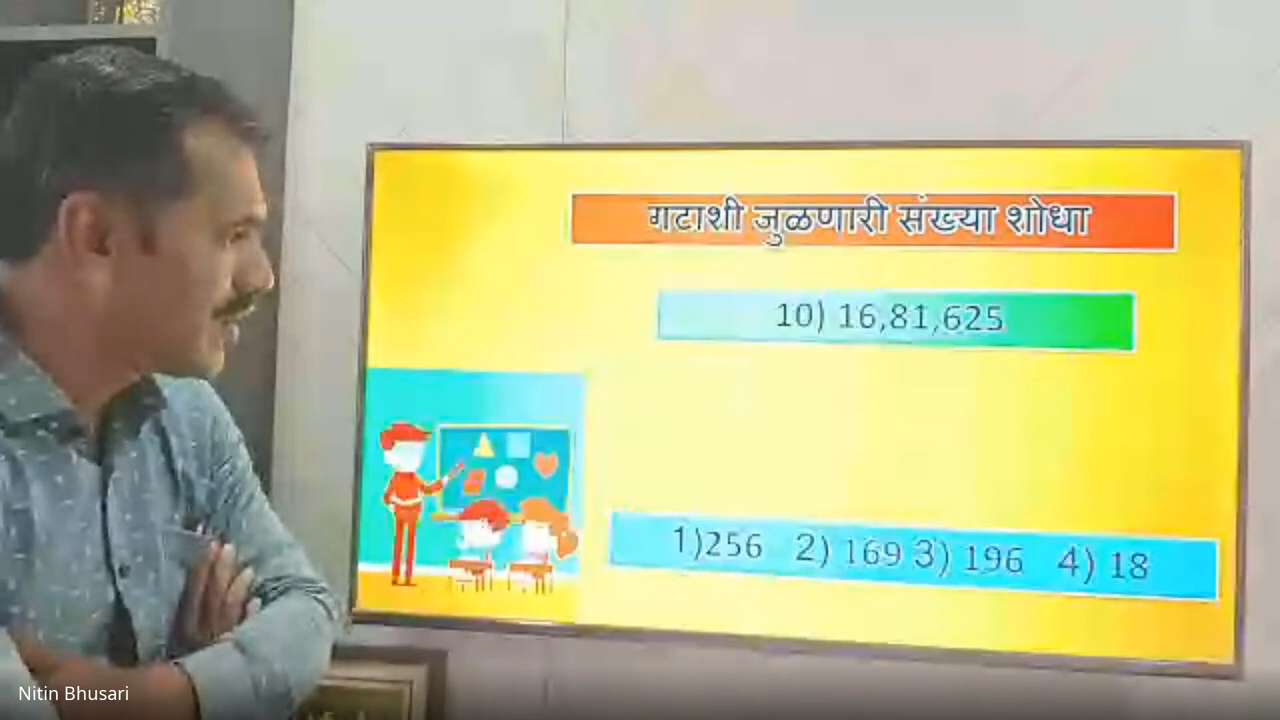 गटाशी जुळणारी संख्या शोधा
10) 16,81,625
1)256 2) 169 3) 196 4) 18
Nitin Bhusari